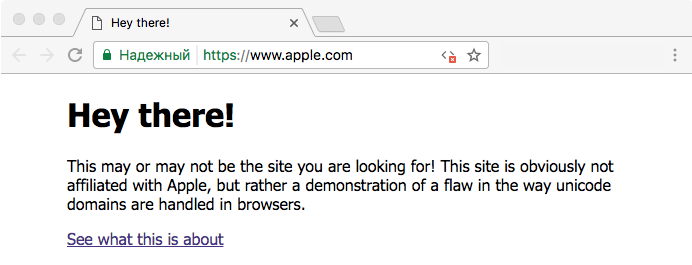 Hey there!
Надежный https://www.apple.com
Hey there!
This may or may not be the site you are looking for! This site is obviously not
affiliated with Apple, but rather a demonstration of a flaw in the way unicode
domains are handled in browsers.
See what this is about